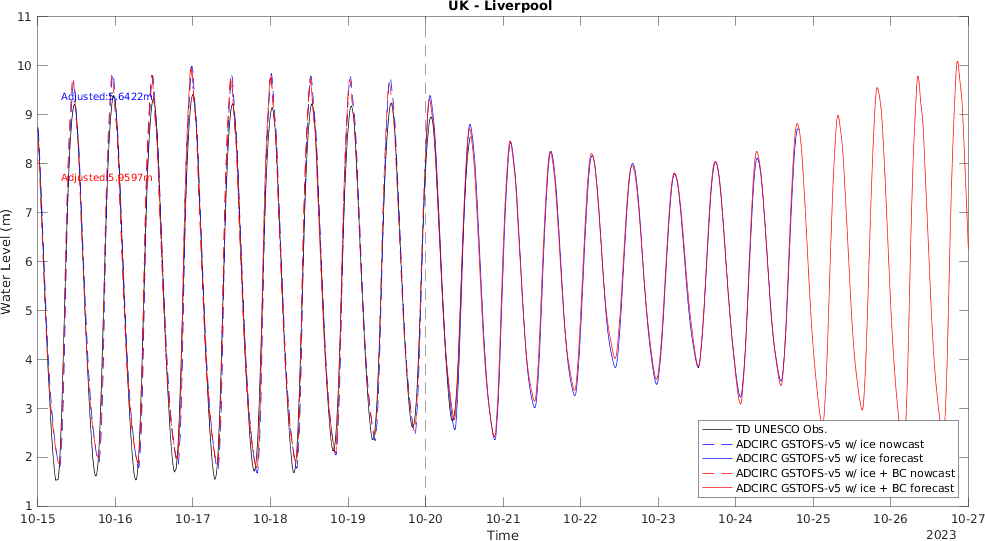 UK - Liverpool
11
10
9
8
7
6
5
4
3
2
1
Water Level (m)
Adjusted:5.6422m
Adjusted:5.9597m
TD UNESCO Obs.
ADCIRC GSTOFS-v5 w/ ice nowcast
ADCIRC GSTOFS-v5 w/ ice forecast
ADCIRC GSTOFS-v5 w/ ice + BC nowcast
ADCIRC GSTOFS-v5 w/ ice + BC forecast
10-15 10-16 10-17 10-18 10-19 10-20 10-21 10-22 10-23 10-24 10-25 10-26 10-27
Time
2023